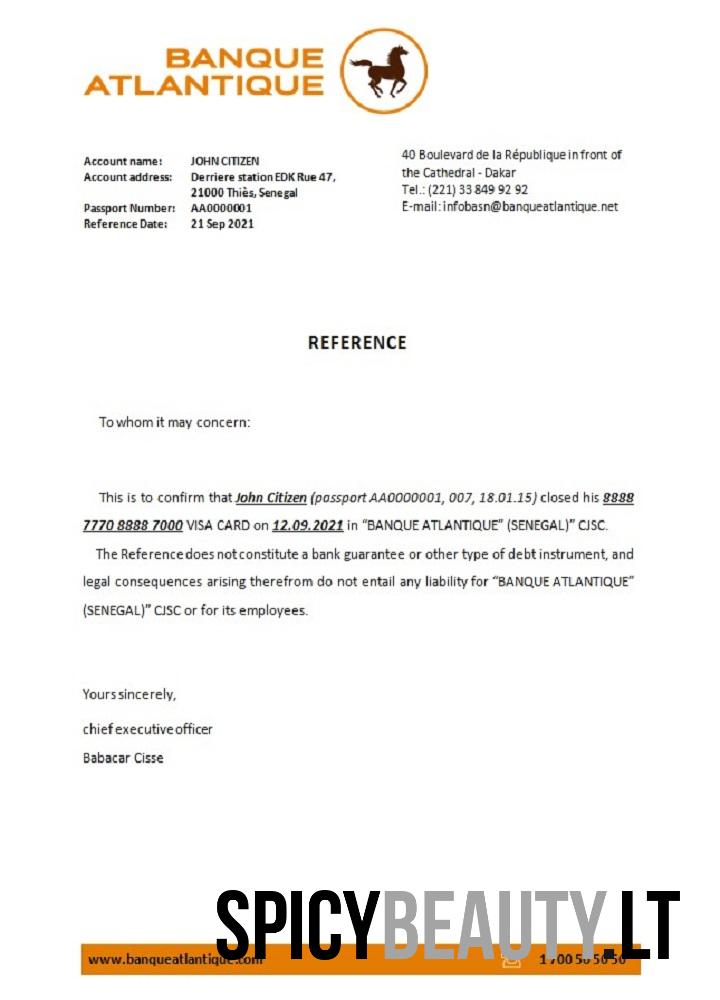 BANQUE
ATLANTIQUE
Account name: JOHN CITIZEN
Account address: Derriere station EDK Rue 47,
21000 Thiès, Senegal
Passport Number: AA0000001
Reference Date: 21 Sep 2021
40 Boulevard de la République in front of
the Cathedral - Dakar
Tel.: (221) 33 849 92 92
E-mail: infobasn@banqueatlantique.net
REFERENCE
To whom it may concern:
This is to confirm that John Citizen (passport AA0000001, 007, 18.01.15) closed his 8888
7770 8888 7000 VISA CARD on 12.09.2021 in “BANQUE ATLANTIQUE” (SENEGAL)” CJSC.
The Reference does not constitute a bank guarantee or other type of debt instrument, and
legal consequences arising therefrom do not entail any liability for “BANQUE ATLANTIQUE”
(SENEGAL)” CJSC or for its employees.
Yours sincerely,
chief executive officer
Babacar Cisse
SPICYBEAUTY.LT
www.banqueatlantique.com 1 700 50 50 50